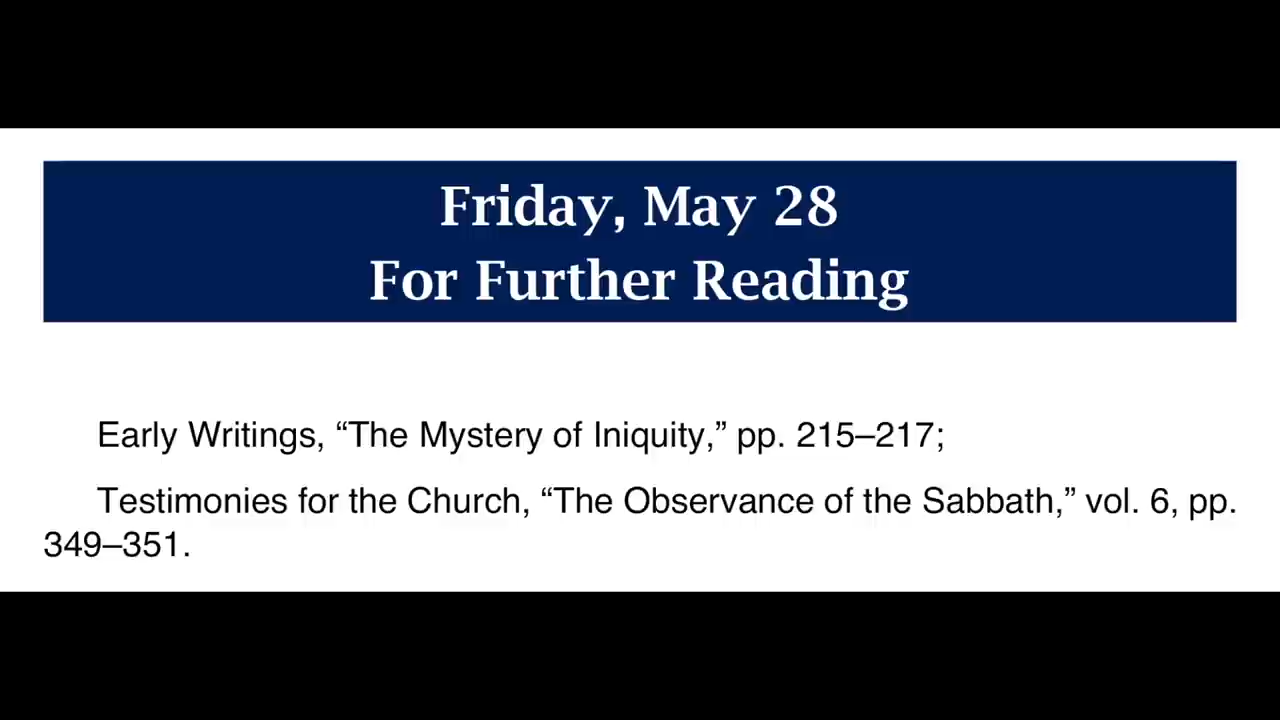 Friday, May 28
For Further Reading
Early Writings, “The Mystery of Iniquity,” pp. 215–217;
Testimonies for the Church, “The Observance of the Sabbath,” vol. 6, pp.
349–351.